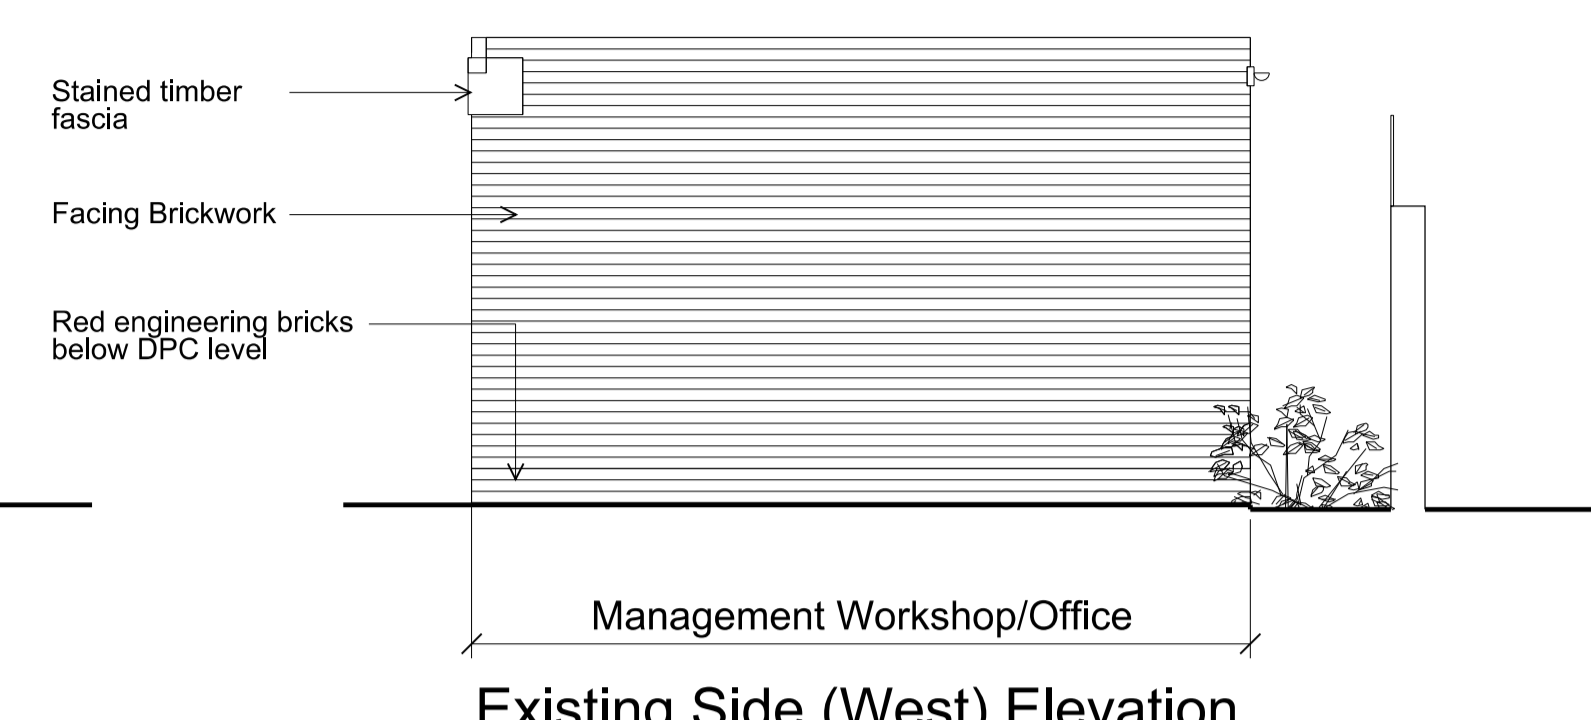 Stained timber
fascia
Facing Brickwork
Red engineering bricks
below DPC level
Management Workshop/Office
Existing Side (West) Elevation